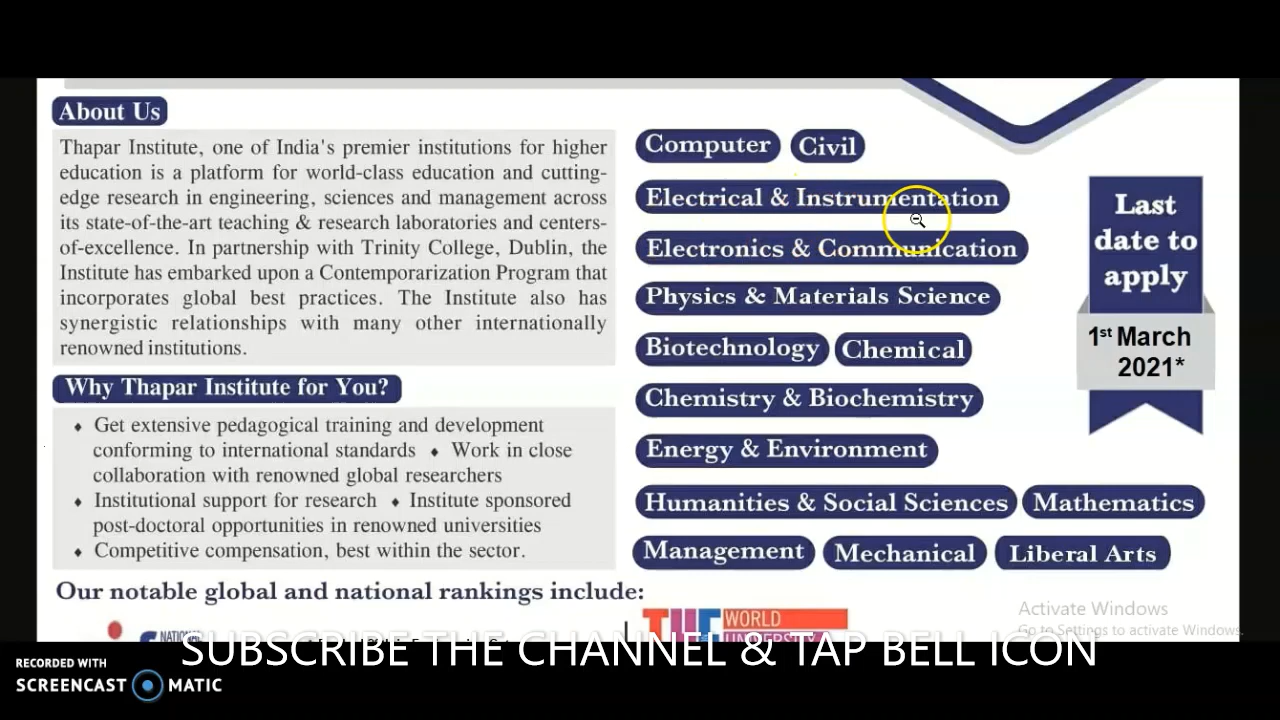 About Us
Thapar Institute, one of India's premier institutions for higher
education is a platform for world-class education and cutting-
edge research in engineering, sciences and management across
its state-of-the-art teaching & research laboratories and centers-
of-excellence. In partnership with Trinity College, Dublin, the
Institute has embarked upon a Contemporarization Program that
incorporates global best practices. The Institute also has
synergistic relationships with many other internationally
renowned institutions.
Why Thapar Institute for You?
♦ Get extensive pedagogical training and development
conforming to international standards ♦ Work in close
collaboration with renowned global researchers
♦ Institutional support for research ♦ Institute sponsored
post-doctoral opportunities in renowned universities
♦ Competitive compensation, best within the sector.
Computer Civil
Electrical & Instrumentation
Electronics & Communication
Physics & Materials Science
Biotechnology Chemical
Chemistry & Biochemistry
Energy & Environment
Humanities & Social Sciences Mathematics
Management Mechanical Liberal Arts
Last
date to
apply
1st March
2021*
Our notable global and national rankings include:
THE WORLD
Activate Windows
Go to Settings to activate Windows.
SUBSCRIBE THE CHANNEL & TAP BELL ICON
RECORDED WITH
SCREENCAST MATIC